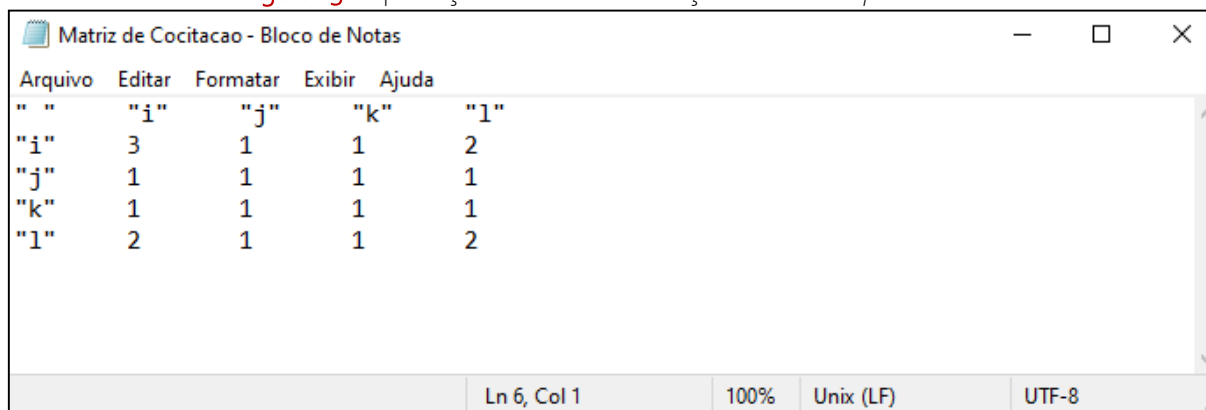 Matriz de Cocitacao - Bloco de Notas
Arquivo Editar Formatar Exibir Ajuda
" " "i" "j" "k" "l"
"i" 3 1 1 2
"j" 1 1 1 1
"k" 1 1 1 1
"l" 2 1 1 2
Ln 6, Col 1 100% Unix (LF) UTF-8